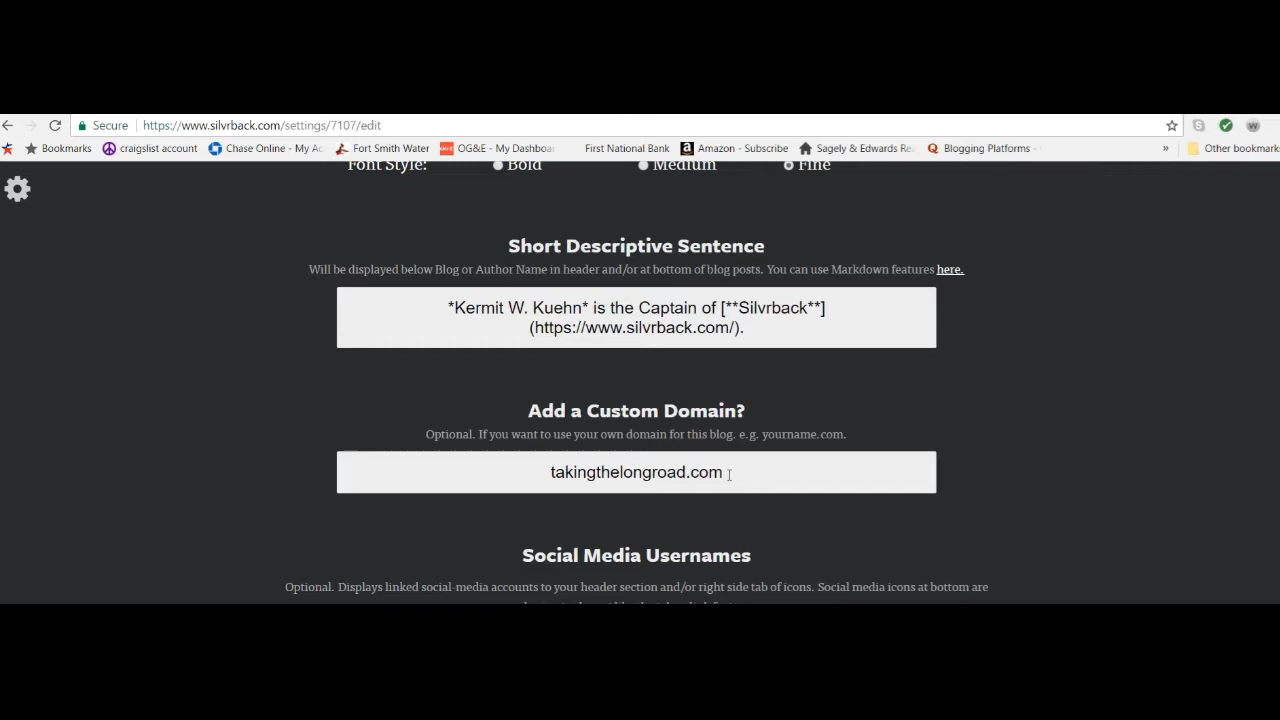 Secure https://www.silvrback.com/settings/7107/edit
Bookmarks craigslist account Chase Online - My Ac Fort Smith Water OG&E - My Dashboa First National Bank Amazon - Subscribe Sagely & Edwards Re Blogging Platforms - » Other bookmark
Font Style: Bold Medium Fine
Short Descriptive Sentence
Will be displayed below Blog or Author Name in header and/or at bottom of blog posts. You can use Markdown features here.
*Kermit W. Kuehn* is the Captain of [**Silvrback**]
(https://www.silvrback.com/).
Add a Custom Domain?
Optional. If you want to use your own domain for this blog. e.g. yourname.com.
takingthelongroad.com
Social Media Usernames
Optional. Displays linked social-media accounts to your header section and/or right side tab of icons. Social media icons at bottom are